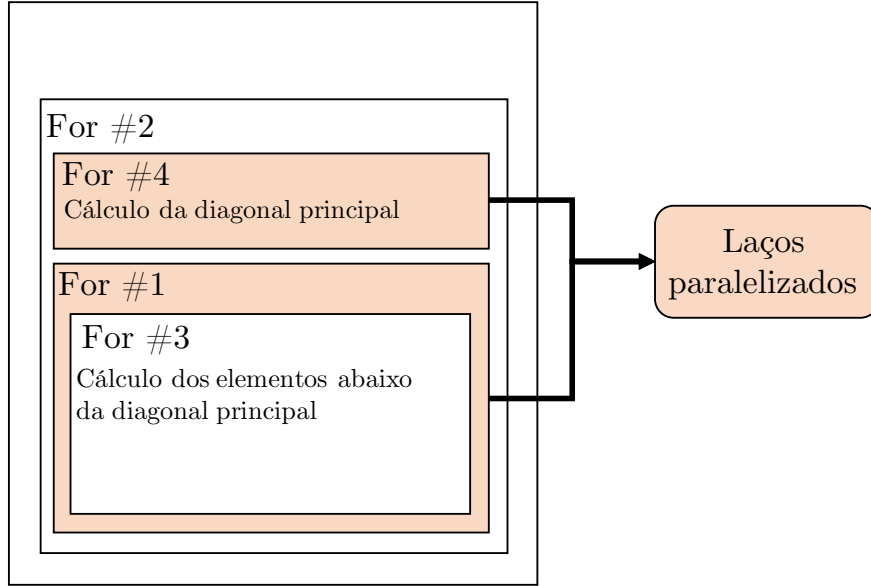 For #2
For #4
Cálculo da diagonal principal
For #1
For #3
Cálculo dos elementos abaixo
da diagonal principal
Laços
paralelizados